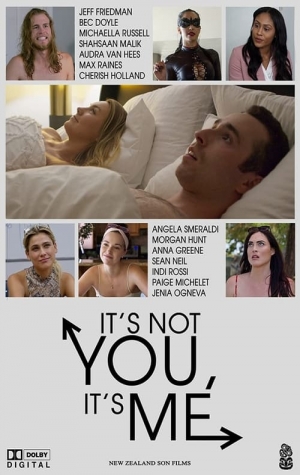 JEFF FRIEDMAN
BEC DOYLE
MICHAELLA RUSSELL
SHAHSAAN MALIK
AUDRA VAN HEES
MAX RAINES
CHERISH HOLLAND
ANGELA SMERALDI
MORGAN HUNT
ANNA GREENE
SEAN NEIL
INDI ROSSI
PAIGE MICHELET
JENIA OGNEVA
IT'S NOT
YOU,
IT'S ME
DOLBY
DIGITAL
NEW ZEALAND SON FILMS